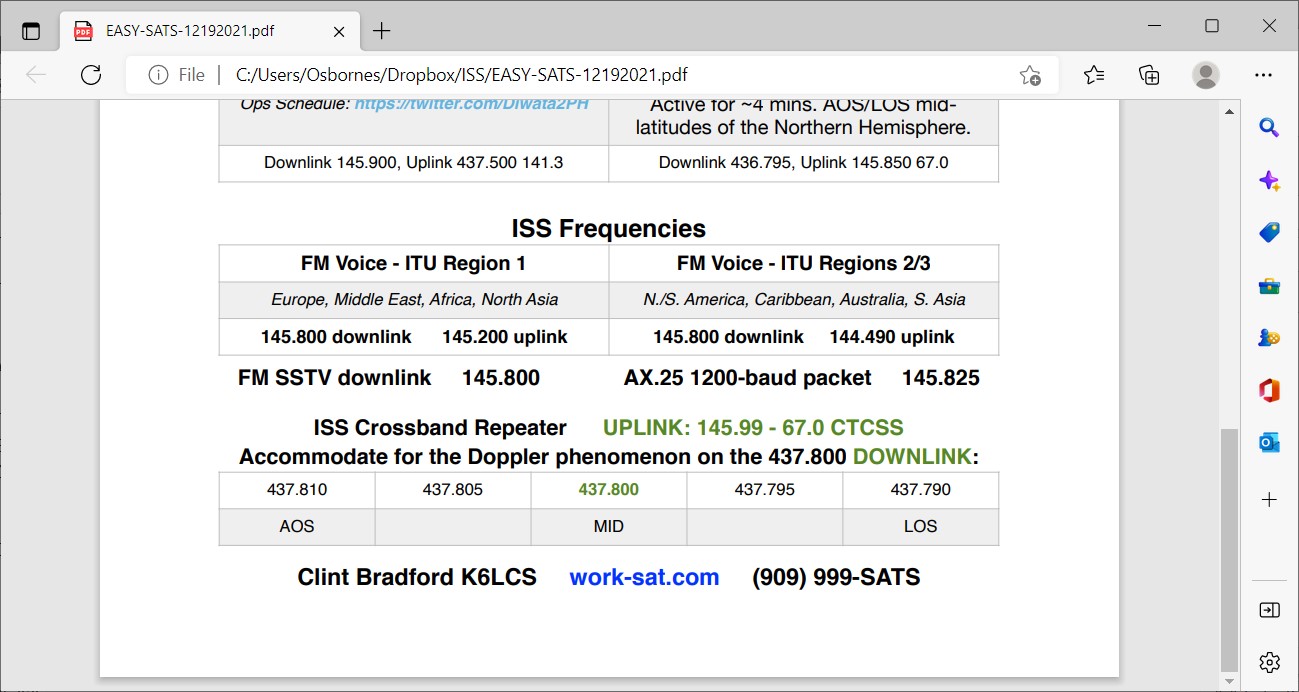 EASY-SATS-12192021.pdf
File | C:/Users/Osbornes/Dropbox/ISS/EASY-SATS-12192021.pdf
Ops Schedule: https://twitter.com/Diwata2PH
Active for ~4 mins. AOS/LOS mid-
latitudes of the Northern Hemisphere.
Downlink 145.900, Uplink 437.500 141.3
Downlink 436.795, Uplink 145.850 67.0
ISS Frequencies
FM Voice - ITU Region 1
FM Voice - ITU Regions 2/3
Europe, Middle East, Africa, North Asia
N./S. America, Caribbean, Australia, S. Asia
145.800 downlink 145.200 uplink
145.800 downlink 144.490 uplink
FM SSTV downlink 145.800
AX.25 1200-baud packet 145.825
ISS Crossband Repeater UPLINK: 145.99 - 67.0 CTCSS
Accommodate for the Doppler phenomenon on the 437.800 DOWNLINK:
437.810 437.805 437.800 437.795 437.790
AOS MID LOS
Clint Bradford K6LCS work-sat.com (909) 999-SATS